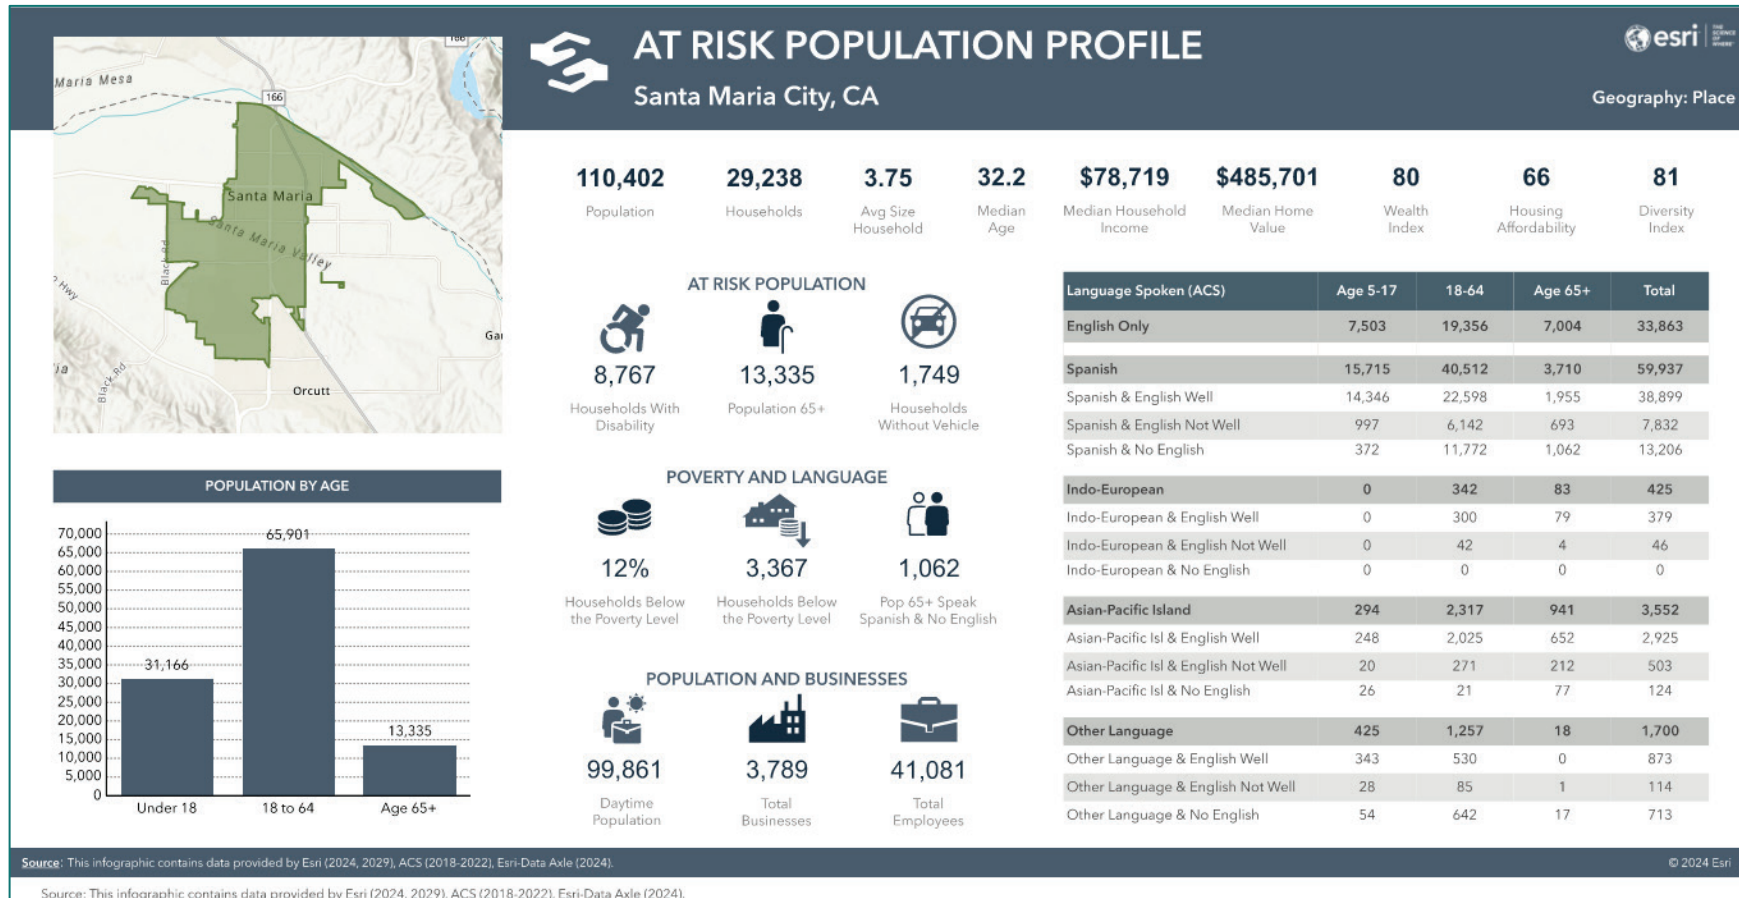 AT RISK POPULATION PROFILE
Santa Maria City, CA
esri
THE
SCIENCE
OF
WHERE
Geography: Place
Maria Mesa
166
166
Santa Maria
Santa Maria Valley
Black Rd
Hwy
Black Rd
Orcutt
Gar
ia
110,402
Population
29,238
Households
3.75
Avg Size
Household
32.2
Median
Age
$78,719
Median Household
Income
$485,701
Median Home
Value
80
Wealth
Index
66
Housing
Affordability
81
Diversity
Index
AT RISK POPULATION
8,767
Households With
Disability
13,335
Population 65+
1,749
Households
Without Vehicle
POVERTY AND LANGUAGE
12%
Households Below
the Poverty Level
3,367
Households Below
the Poverty Level
1,062
Pop 65+ Speak
Spanish & No English
POPULATION AND BUSINESSES
99,861
Daytime
Population
3,789
Total
Businesses
41,081
Total
Employees
POPULATION BY AGE
70,000
65,000
60,000
55,000
50,000
45,000
40,000
35,000
30,000
25,000
20,000
15,000
10,000
5,000
0
31,166
65,901
13,335
Under 18
18 to 64
Age 65+
Language Spoken (ACS) Age 5-17 18-64 Age 65+ Total
English Only 7,503 19,356 7,004 33,863
Spanish 15,715 40,512 3,710 59,937
Spanish & English Well 14,346 22,598 1,955 38,899
Spanish & English Not Well 997 6,142 693 7,832
Spanish & No English 372 11,772 1,062 13,206
Indo-European 0 342 83 425
Indo-European & English Well 0 300 79 379
Indo-European & English Not Well 0 42 4 46
Indo-European & No English 0 0 0 0
Asian-Pacific Island 294 2,317 941 3,552
Asian-Pacific Isl & English Well 248 2,025 652 2,925
Asian-Pacific Isl & English Not Well 20 271 212 503
Asian-Pacific Isl & No English 26 21 77 124
Other Language 425 1,257 18 1,700
Other Language & English Well 343 530 0 873
Other Language & English Not Well 28 85 1 114
Other Language & No English 54 642 17 713
Source: This infographic contains data provided by Esri (2024, 2029), ACS (2018-2022), Esri-Data Axle (2024).
© 2024 Esri
Source: This infographic contains data provided by Esri (2024, 2029), ACS (2018-2022), Esri-Data Axle (2024).